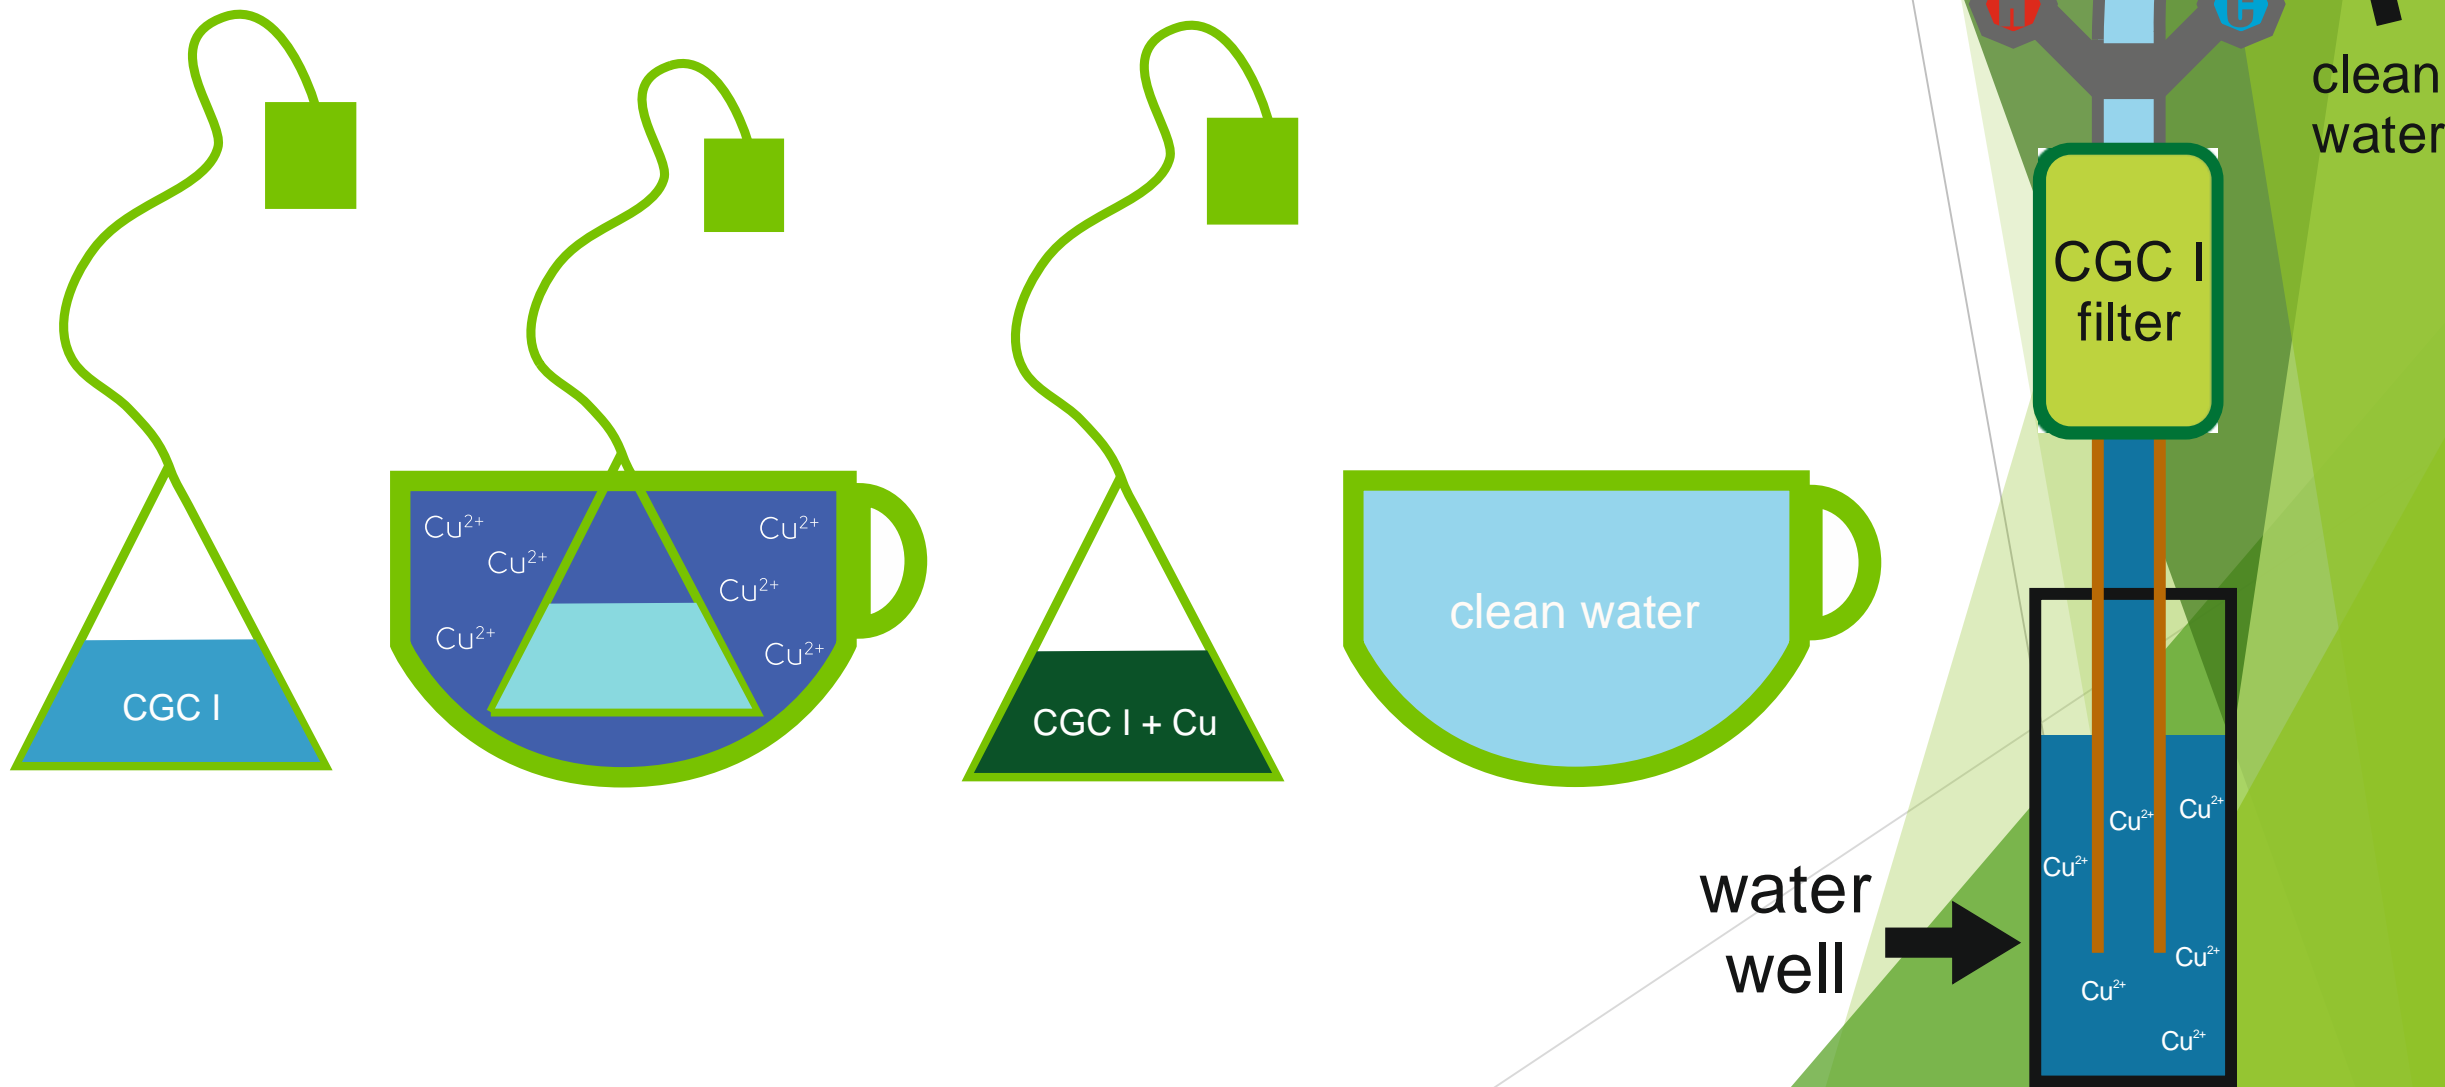 CGC I
Cu²⁺
Cu²⁺
Cu²⁺
Cu²⁺
Cu²⁺
Cu²⁺
CGC I + Cu
clean water
clean
water
CGC I
filter
water
well
Cu²⁺
Cu²⁺
Cu²⁺
Cu²⁺
Cu²⁺
Cu²⁺